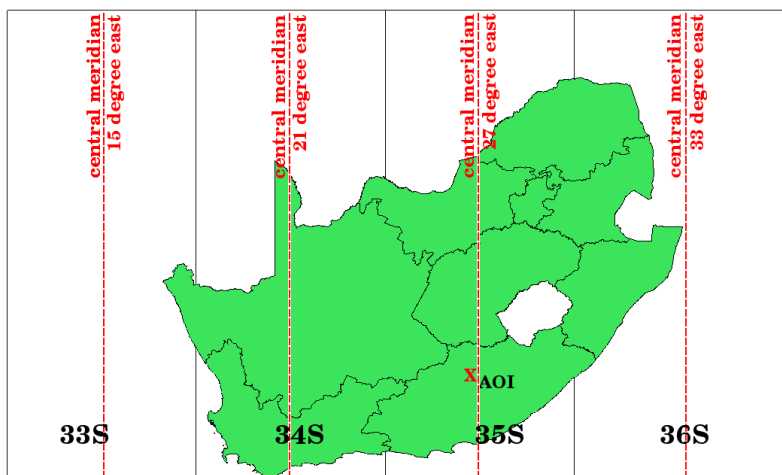 central meridian
15 degree east
central meridian
21 degree east
central meridian
27 degree east
central meridian
33 degree east
X
AOI
33S
34S
35S
36S